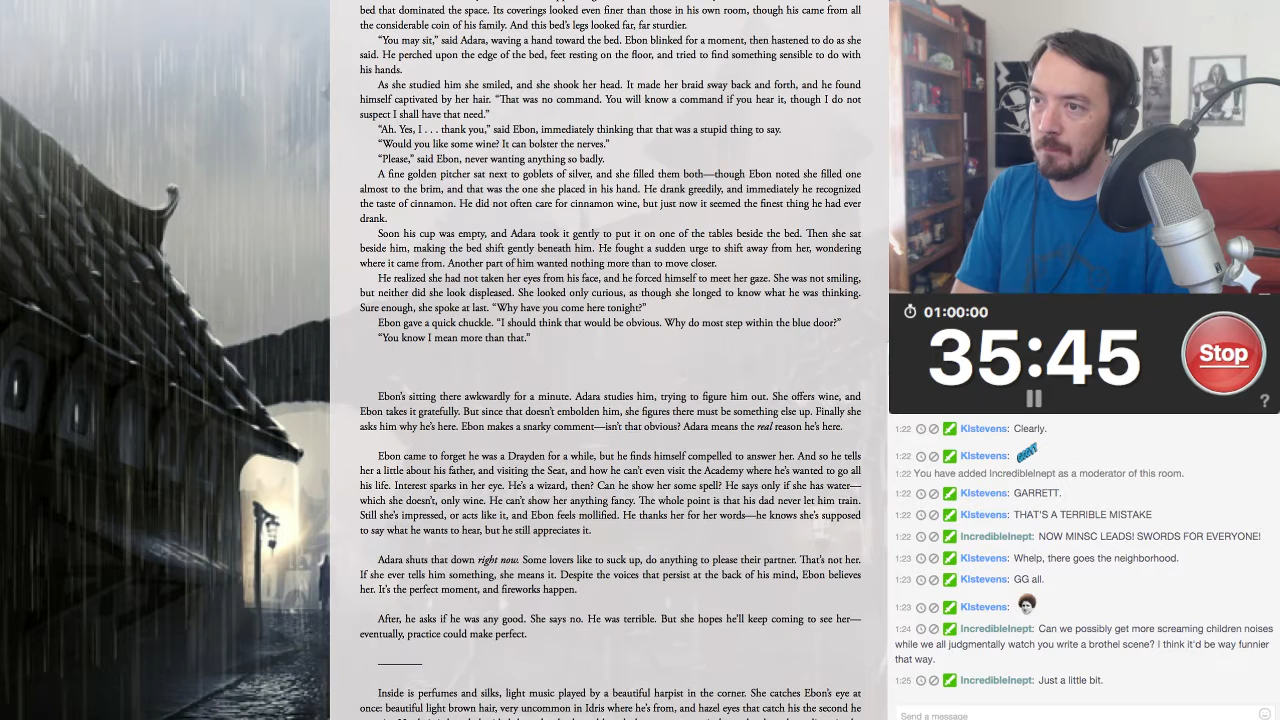 bed that dominated the space. Its coverings looked even finer than those in his own room, though his came from all
the considerable coin of his family. And this bed's legs looked far, far sturdier.
“You may sit,” said Adara, waving a hand toward the bed. Ebon blinked for a moment, then hastened to do as she
said. He perched upon the edge of the bed, feet resting on the floor, and tried to find something sensible to do with
his hands.
As she studied him she smiled, and she shook her head. It made her braid sway back and forth, and he found
himself captivated by her hair. “That was no command. You will know a command if you hear it, though I do not
suspect I shall have that need.”
“Ah. Yes, I . . . thank you,” said Ebon, immediately thinking that that was a stupid thing to say.
“Would you like some wine? It can bolster the nerves.”
“Please,” said Ebon, never wanting anything so badly.
A fine golden pitcher sat next to goblets of silver, and she filled them both—though Ebon noted she filled one
almost to the brim, and that was the one she placed in his hand. He drank greedily, and immediately he recognized
the taste of cinnamon. He did not often care for cinnamon wine, but just now it seemed the finest thing he had ever
drank.
Soon his cup was empty, and Adara took it gently to put it on one of the tables beside the bed. Then she sat
beside him, making the bed shift gently beneath him. He fought a sudden urge to shift away from her, wondering
where it came from. Another part of him wanted nothing more than to move closer.
He realized she had not taken her eyes from his face, and he forced himself to meet her gaze. She was not smiling,
but neither did she look displeased. She looked only curious, as though she longed to know what he was thinking.
Sure enough, she spoke at last. “Why have you come here tonight?”
Ebon gave a quick chuckle. “I should think that would be obvious. Why do most step within the blue door?”
“You know I mean more than that.”
Ebon's sitting there awkwardly for a minute. Adara studies him, trying to figure him out. She offers wine, and
Ebon takes it gratefully. But since that doesn't embolden him, she figures there must be something else up. Finally she
asks him why he's here. Ebon makes a snarky comment—isn't that obvious? Adara means the real reason he's here.
Ebon came to forget he was a Drayden for a while, but he finds himself compelled to answer her. And so he tells
her a little about his father, and visiting the Seat, and how he can't even visit the Academy where he's wanted to go all
his life. Interest sparks in her eye. He's a wizard, then? Can he show her some spell? He says only if she has water—
which she doesn't, only wine. He can't show her anything fancy. The whole point is that his dad never let him train.
Still she's impressed, or acts like it, and Ebon feels mollified. He thanks her for her words—he knows she's supposed
to say what he wants to hear, but he still appreciates it.
Adara shuts that down right now. Some lovers like to suck up, do anything to please their partner. That's not her.
If she ever tells him something, she means it. Despite the voices that persist at the back of his mind, Ebon believes
her. It's the perfect moment, and fireworks happen.
After, he asks if he was any good. She says no. He was terrible. But she hopes he'll keep coming to see her—
eventually, practice could make perfect.
Inside is perfumes and silks, light music played by a beautiful harpist in the corner. She catches Ebon's eye at
once: beautiful light brown hair, very uncommon in Idris where he's from, and hazel eyes that catch his the second he
01:00:00
35:45
Stop
?
1:22 KIstevens: Clearly.
1:22 KIstevens:
1:22 You have added IncredibleInept as a moderator of this room.
1:22 KIstevens: GARRETT.
1:22 KIstevens: THAT'S A TERRIBLE MISTAKE
1:22 IncredibleInept: NOW MINSC LEADS! SWORDS FOR EVERYONE!
1:23 KIstevens: Whelp, there goes the neighborhood.
1:23 KIstevens: GG all.
1:23 KIstevens:
1:24 IncredibleInept: Can we possibly get more screaming children noises
while we all judgmentally watch you write a brothel scene? I think it'd be way funnier
that way.
1:25 IncredibleInept: Just a little bit.
Send a message